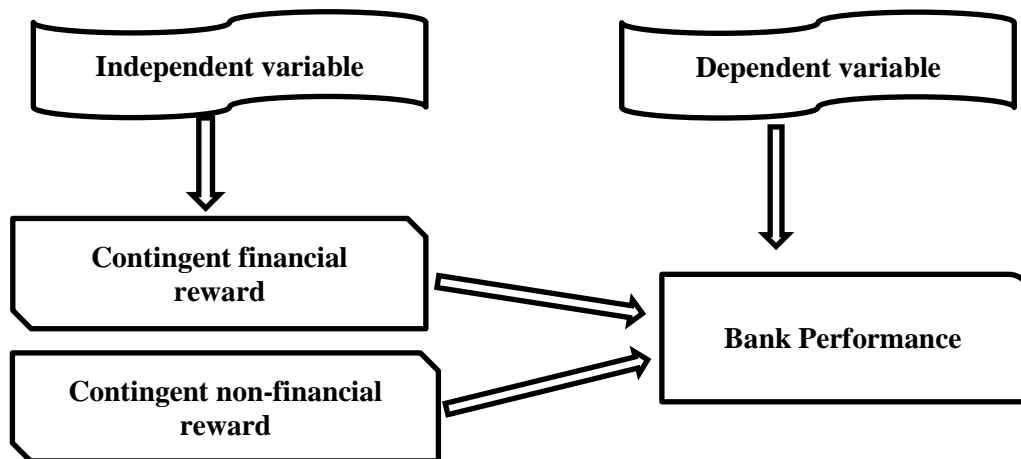 Independent variable
Dependent variable
Contingent financial
reward
Bank Performance
Contingent non-financial
reward